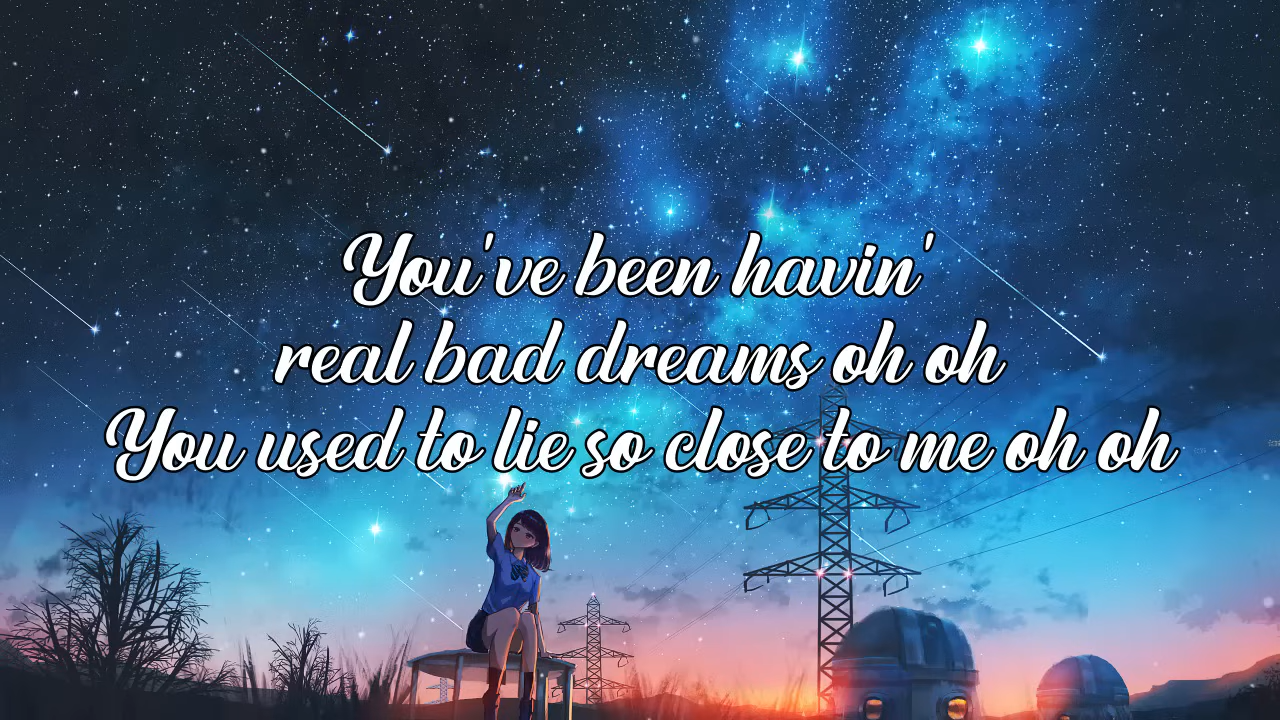 You've been havin'
real bad dreams oh oh
You used to lie so close to me oh oh